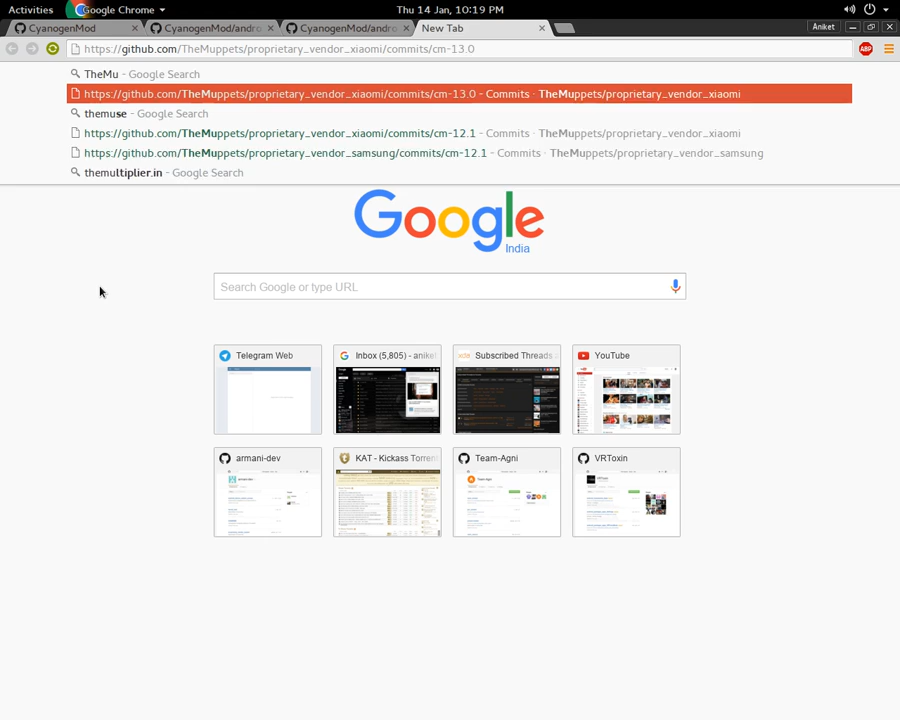 Activities Google Chrome Thu 14 Jan, 10:19 PM
CyanogenMod CyanogenMod/andro CyanogenMod/andro New Tab Aniket
https://github.com/TheMuppets/proprietary_vendor_xiaomi/commits/cm-13.0 ABP
TheMu - Google Search
https://github.com/TheMuppets/proprietary_vendor_xiaomi/commits/cm-13.0 - Commits · TheMuppets/proprietary_vendor_xiaomi
themuse - Google Search
https://github.com/TheMuppets/proprietary_vendor_xiaomi/commits/cm-12.1 - Commits · TheMuppets/proprietary_vendor_xiaomi
https://github.com/TheMuppets/proprietary_vendor_samsung/commits/cm-12.1 - Commits · TheMuppets/proprietary_vendor_samsung
themultiplier.in - Google Search
Google
India
Search Google or type URL
Telegram Web Inbox (5,805) - aniket xda Subscribed Threads YouTube
armani-dev KAT - Kickass Torrent Team-Agni VRToxin